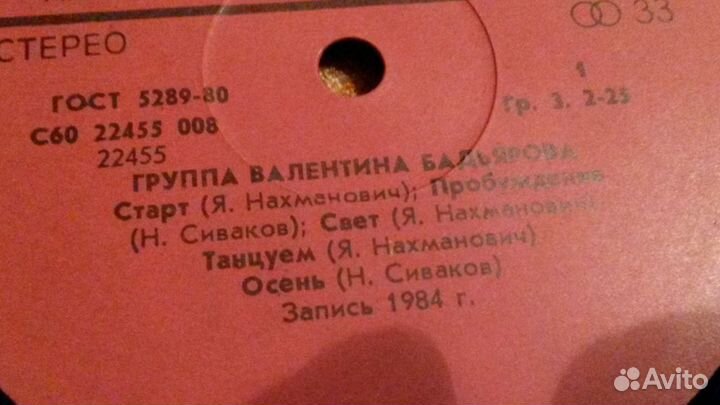 СТЕРЕО
33
ГОСТ 5289-80
1
Гр. 3. 2-25
С60 22455 008
22455
ГРУППА ВАЛЕНТИНА БАДЬЯРОВА
Старт (Я. Нахманович); Пробуждение
(Н. Сиваков); Свет (Я. Нахманович)
Танцуем (Я. Нахманович)
Осень (Н. Сиваков)
Запись 1984 г.
Avito